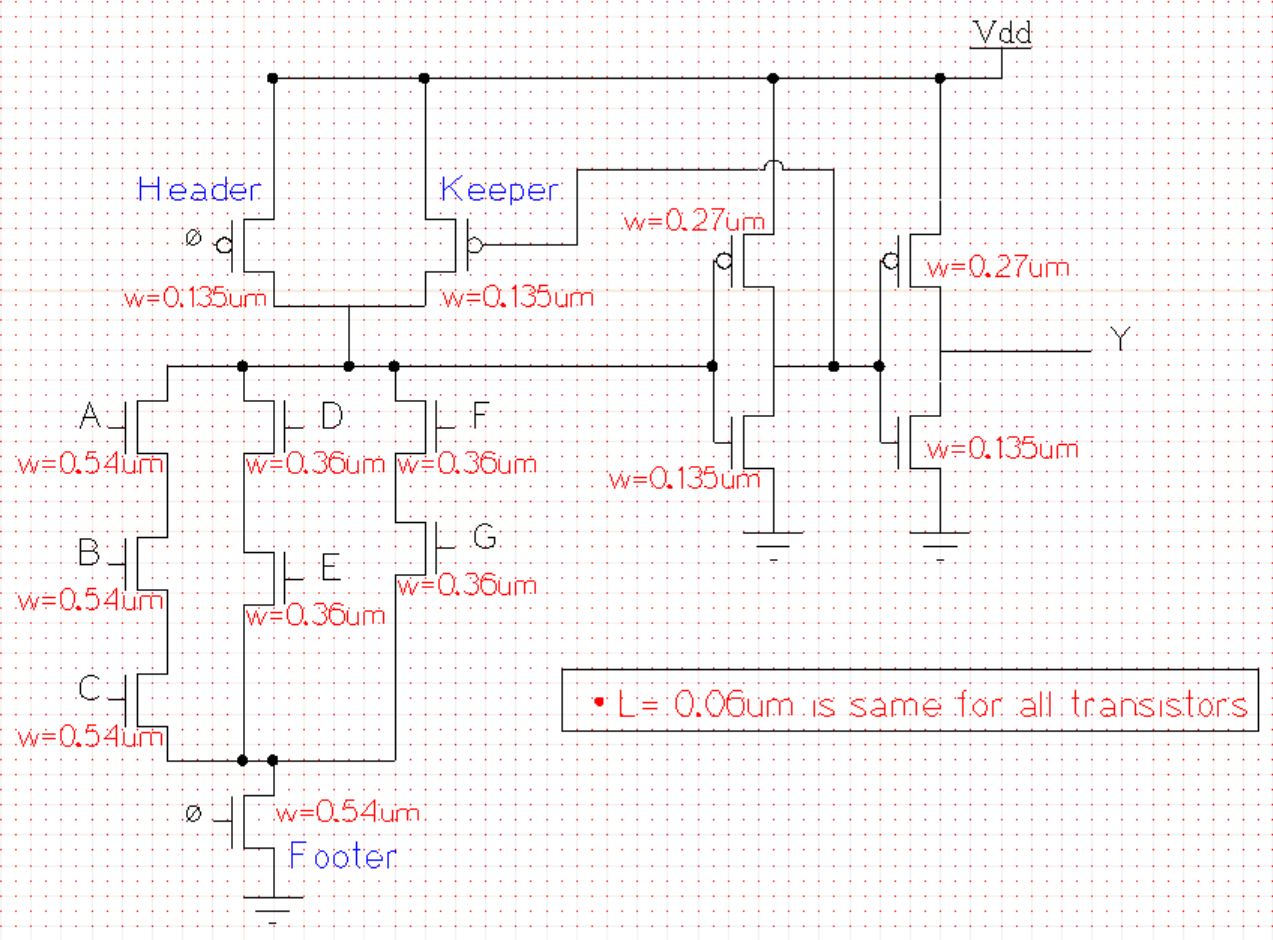 Vdd
Header
Keeper
w=0.27um
ø
w=0.27um
w=0.135um
w=0.135um
Y
A
D
F
w=0.54um
w=0.36um
w=0.36um
w=0.135um
w=0.135um
B
E
G
w=0.54um
w=0.36um
w=0.36um
C
w=0.54um
• L= 0.06um is same for all transistors
ø
w=0.54um
Footer